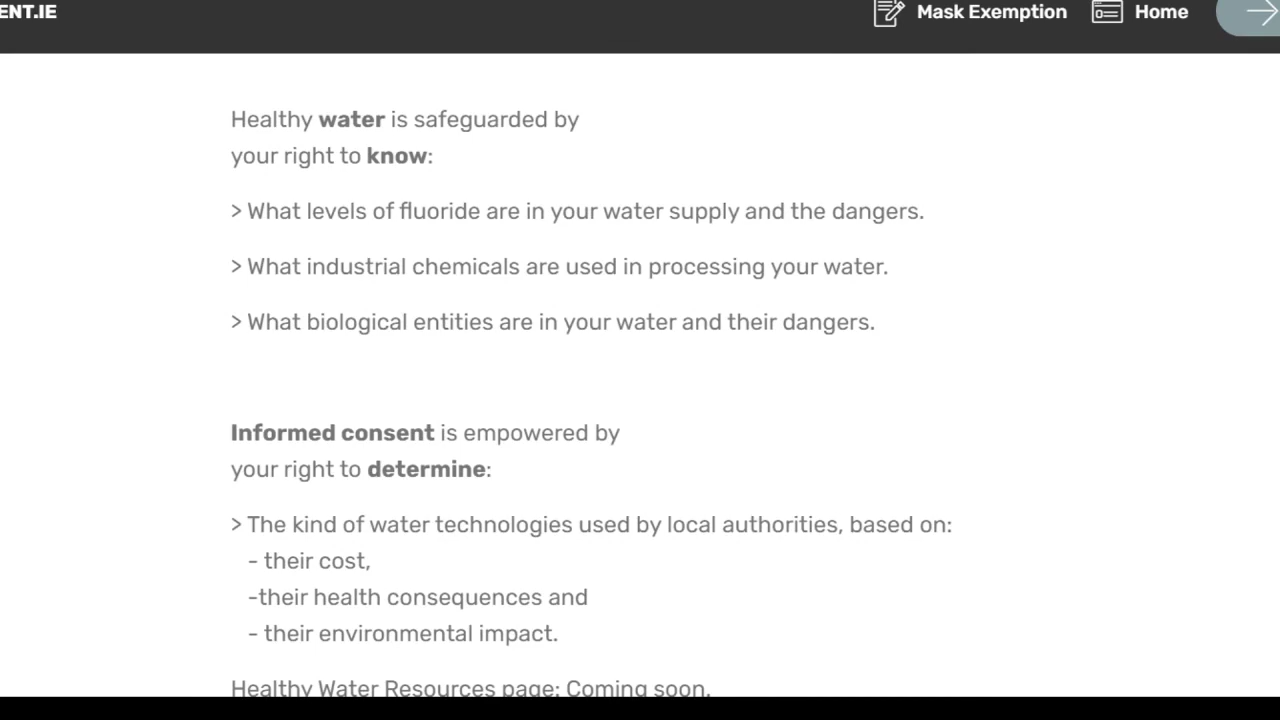 ENT.IE
Mask Exemption
Home
Healthy water is safeguarded by
your right to know:
> What levels of fluoride are in your water supply and the dangers.
> What industrial chemicals are used in processing your water.
> What biological entities are in your water and their dangers.
Informed consent is empowered by
your right to determine:
> The kind of water technologies used by local authorities, based on:
- their cost,
-their health consequences and
- their environmental impact.
Healthy Water Resources page: Coming soon.